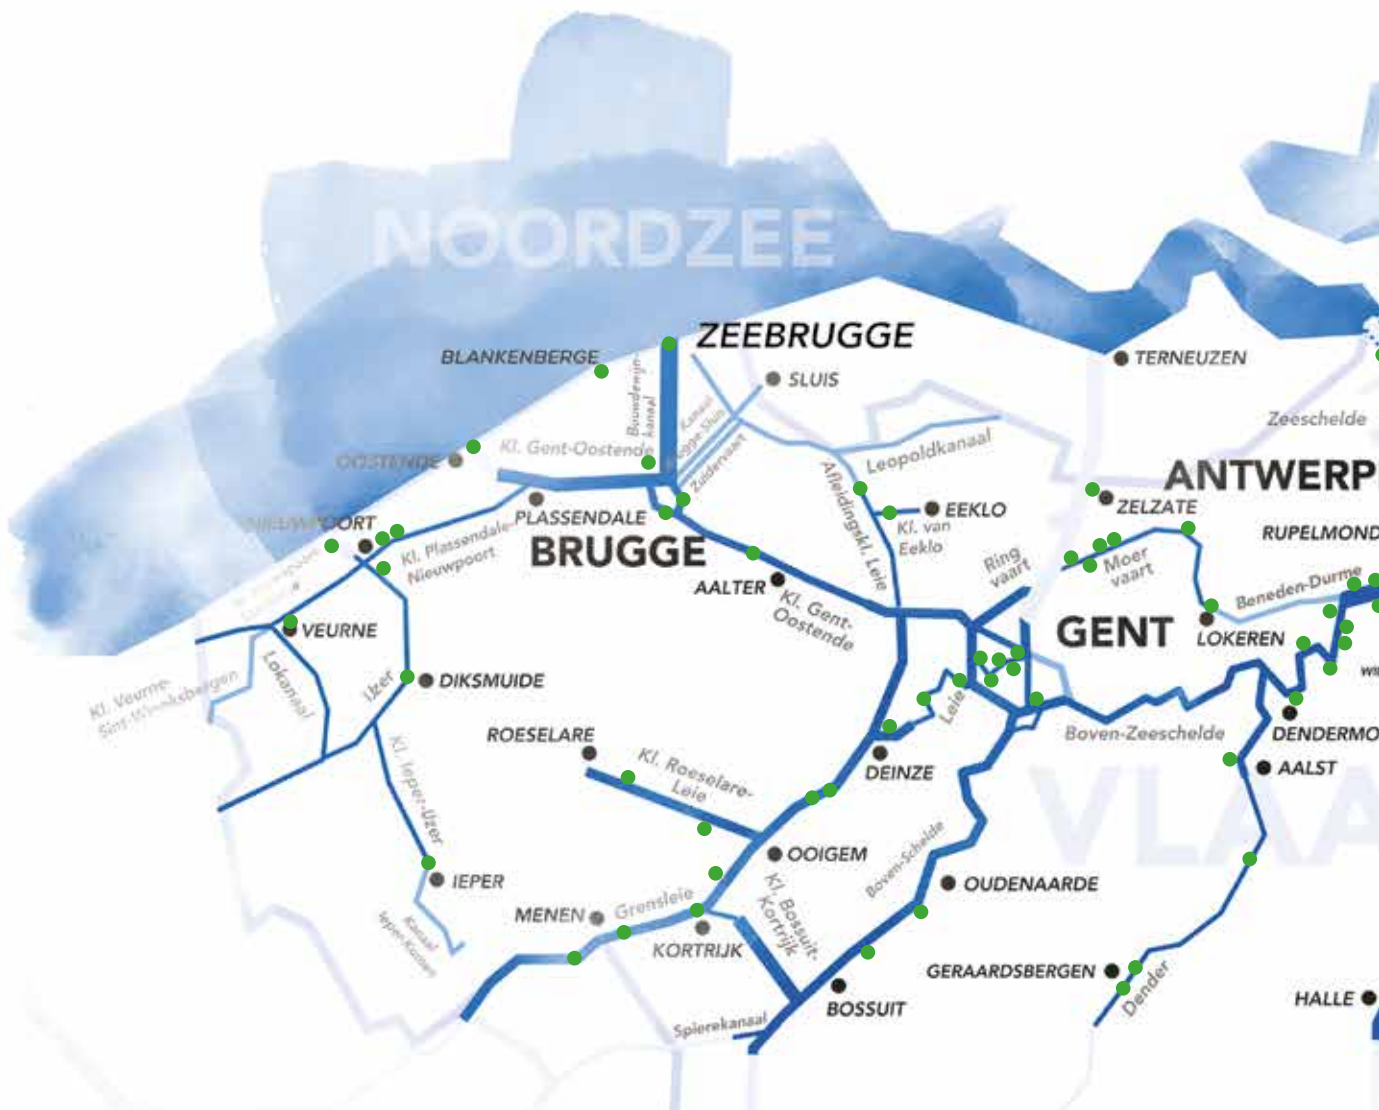 NOORDZEE
ZEEBRUGGE
BLANKENBERGE
TERNEUZEN
SLUIS
Boudewijn-
kanaal
Kanaal
Brugge Sluis
Zuidervaart
Zeeschelde
OOSTENDE
Kl. Gent-Oostende
Leopoldkanaal
ANTWERP
ZELZATE
Afleidingskl. Leie
EEKLO
Kl. van
Eeklo
NIEUWPOORT
PLASSENDALE
Kl. Plassendale-
Nieuwpoort
BRUGGE
RUPELMOND
Ring
vaart
Moer
vaart
AALTER
Kl. Gent-
Oostende
Beneden-Durme
GENT
LOKEREN
VEURNE
Lokanaal
IJzer
DIKSMUIDE
Kl. Veurne-
Sint-Winoksbergen
Leie
Boven-Zeeschelde
DENDERMO
ROESELARE
Kl. Roeselare-
Leie
DEINZE
AALST
Kl. Ieper-IJzer
VLAA
OOIGEM
Boven-Schelde
IEPER
OUDENAARDE
MENEN
Grensleie
Kl. Bossuit-
Kortrijk
KORTRIJK
Kanaal
Ieper-Komen
GERAARDSBERGEN
Dender
BOSSUIT
HALLE
Spierekanaal